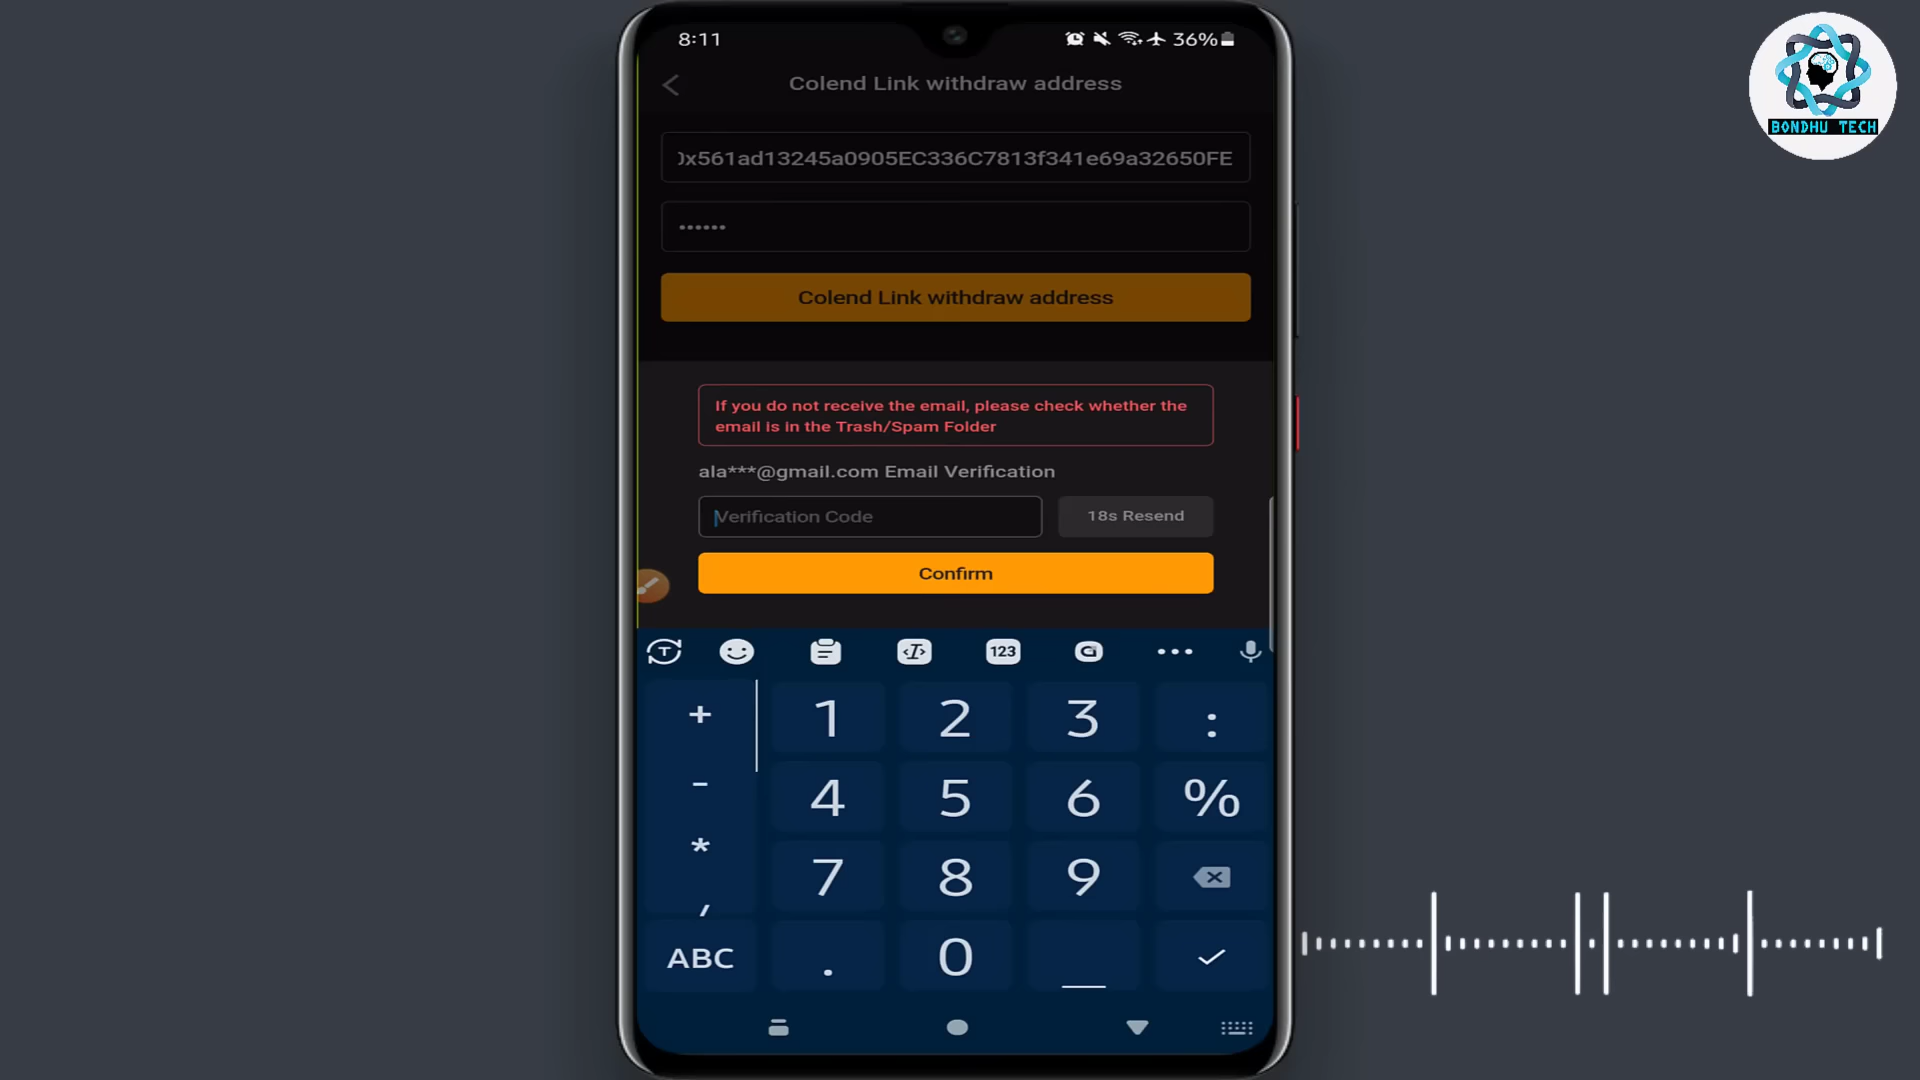 8:11
36%
Colend Link withdraw address
0x561ad13245a0905EC336C7813f341e69a32650FE
••••••
Colend Link withdraw address
If you do not receive the email, please check whether the
email is in the Trash/Spam Folder
ala***@gmail.com Email Verification
Verification Code
18s Resend
Confirm
T
123
G
+ 1 2 3 :
- 4 5 6 %
* 7 8 9
,
ABC . 0 _
BONDHU TECH